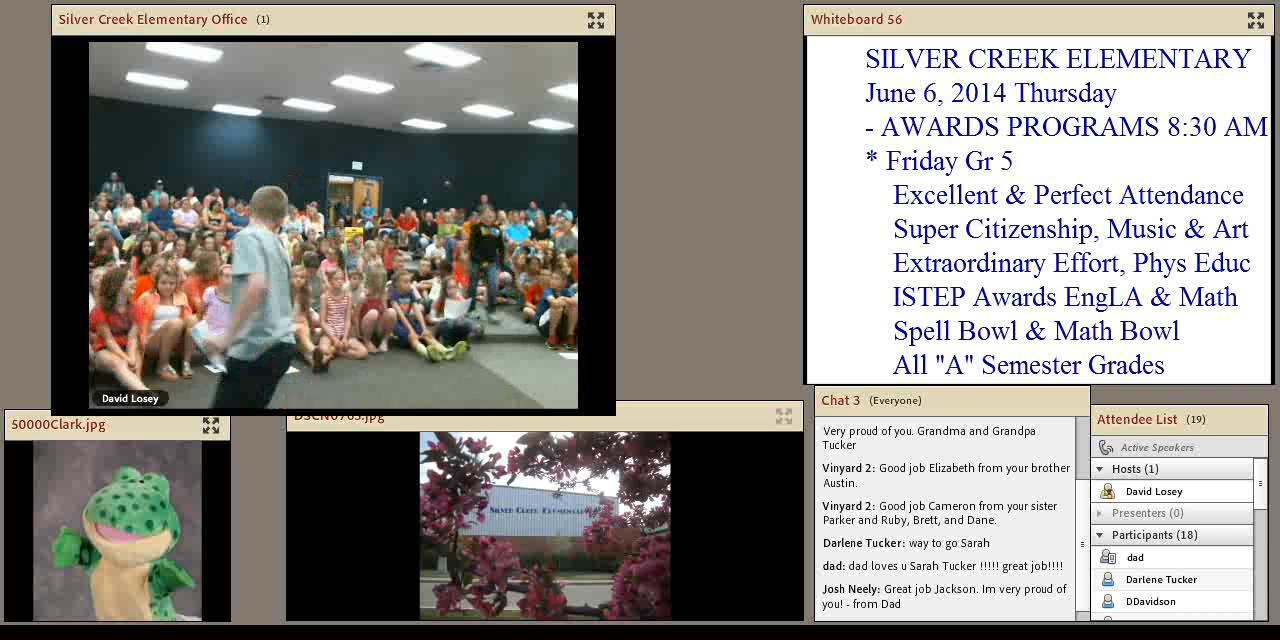 Silver Creek Elementary Office (1)
David Losey
Whiteboard 56
SILVER CREEK ELEMENTARY
June 6, 2014 Thursday
- AWARDS PROGRAMS 8:30 AM
* Friday Gr 5
Excellent & Perfect Attendance
Super Citizenship, Music & Art
Extraordinary Effort, Phys Educ
ISTEP Awards EngLA & Math
Spell Bowl & Math Bowl
All "A" Semester Grades
50000Clark.jpg
SILVER CREEK ELEMENTARY
Chat 3 (Everyone)
Very proud of you. Grandma and Grandpa
Tucker
Vinyard 2: Good job Elizabeth from your brother
Austin.
Vinyard 2: Good job Cameron from your sister
Parker and Ruby, Brett, and Dane.
Darlene Tucker: way to go Sarah
dad: dad loves u Sarah Tucker !!!!! great job!!!!
Josh Neely: Great job Jackson. Im very proud of
you! - from Dad
Attendee List (19)
Active Speakers
Hosts (1)
David Losey
Presenters (0)
Participants (18)
dad
Darlene Tucker
DDavidson